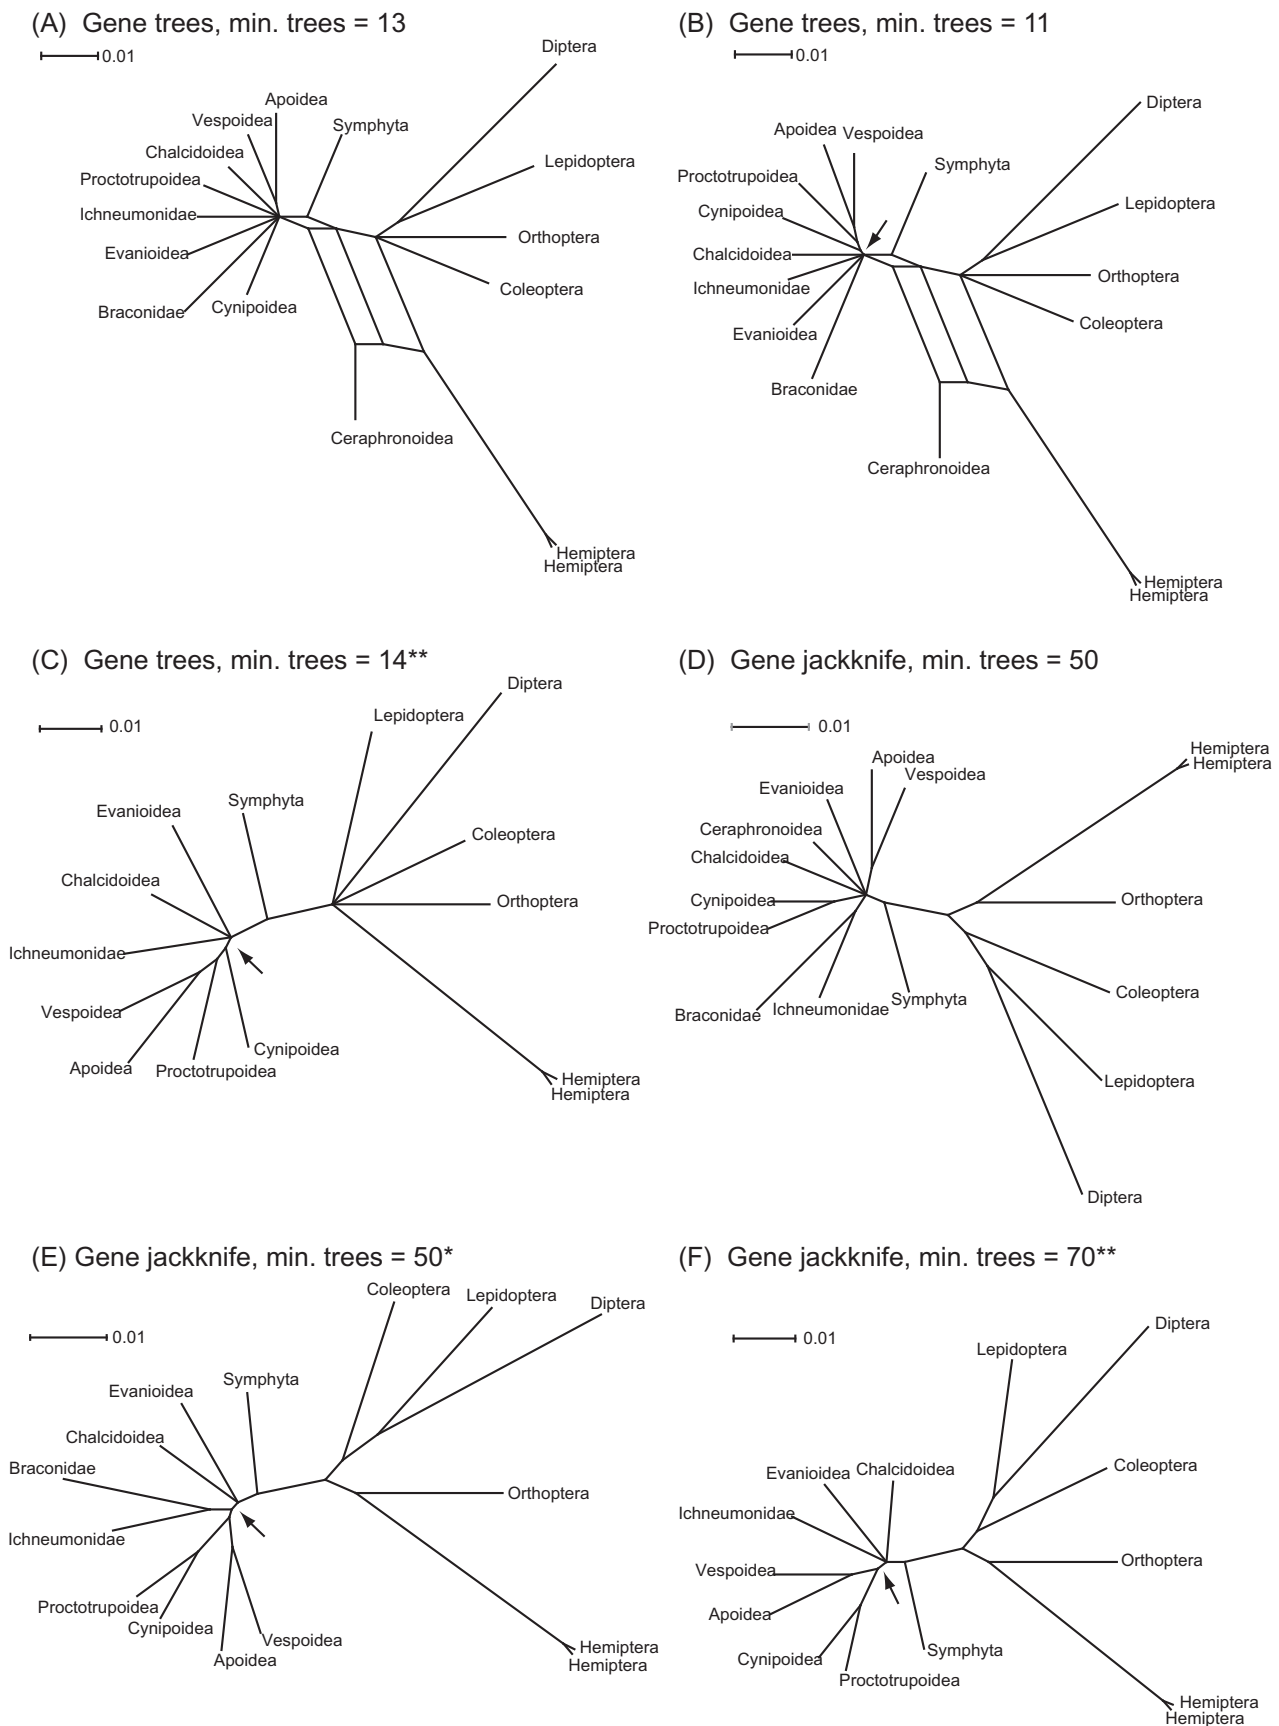 (A) Gene trees, min. trees = 13
0.01
Diptera
Apoidea
Vespoidea
Symphyta
Chalcidoidea
Lepidoptera
Proctotrupoidea
Ichneumonidae
Orthoptera
Evanioidea
Coleoptera
Braconidae
Cynipoidea
Ceraphronoidea
Hemiptera
Hemiptera
(B) Gene trees, min. trees = 11
0.01
Diptera
Apoidea
Vespoidea
Symphyta
Proctotrupoidea
Lepidoptera
Cynipoidea
Chalcidoidea
Orthoptera
Ichneumonidae
Coleoptera
Evanioidea
Braconidae
Ceraphronoidea
Hemiptera
Hemiptera
(C) Gene trees, min. trees = 14**
Diptera
Lepidoptera
0.01
Symphyta
Evanioidea
Coleoptera
Chalcidoidea
Orthoptera
Ichneumonidae
Vespoidea
Cynipoidea
Apoidea
Proctotrupoidea
Hemiptera
Hemiptera
(D) Gene jackknife, min. trees = 50
0.01
Hemiptera
Hemiptera
Apoidea
Vespoidea
Evanioidea
Ceraphronoidea
Chalcidoidea
Cynipoidea
Orthoptera
Proctotrupoidea
Coleoptera
Symphyta
Ichneumonidae
Braconidae
Lepidoptera
Diptera
(E) Gene jackknife, min. trees = 50*
Coleoptera
Lepidoptera
Diptera
0.01
Symphyta
Evanioidea
Chalcidoidea
Braconidae
Orthoptera
Ichneumonidae
Proctotrupoidea
Cynipoidea
Vespoidea
Apoidea
Hemiptera
Hemiptera
(F) Gene jackknife, min. trees = 70**
Diptera
0.01
Lepidoptera
Coleoptera
Evanioidea
Chalcidoidea
Ichneumonidae
Orthoptera
Vespoidea
Apoidea
Symphyta
Cynipoidea
Proctotrupoidea
Hemiptera
Hemiptera